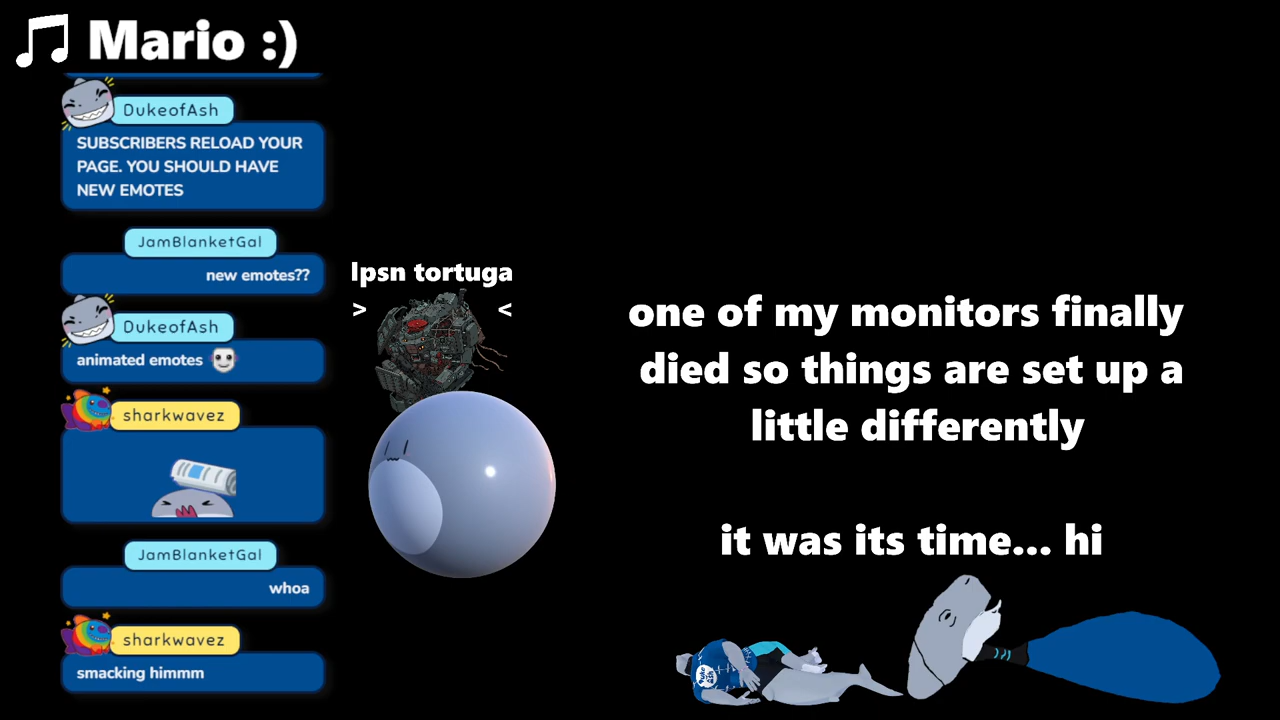 Mario :)
DukeofAsh
SUBSCRIBERS RELOAD YOUR
PAGE. YOU SHOULD HAVE
NEW EMOTES
JamBlanketGal
new emotes??
DukeofAsh
animated emotes
sharkwavez
JamBlanketGal
whoa
sharkwavez
smacking himmm
lpsn tortuga
> <
one of my monitors finally
died so things are set up a
little differently
it was its time... hi